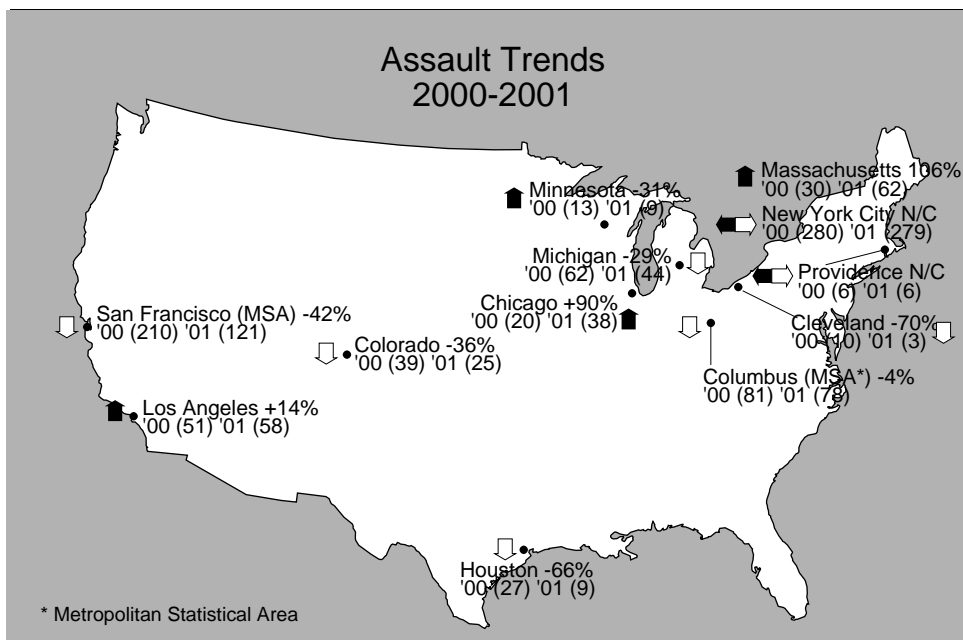 Assault Trends
2000-2001
Massachusetts 106%
'00 (30) '01 (62)
Minnesota -31%
'00 (13) '01 (9)
New York City N/C
'00 (280) '01 (279)
Michigan -29%
'00 (62) '01 (44)
Providence N/C
'00 (6) '01 (6)
Chicago +90%
'00 (20) '01 (38)
San Francisco (MSA) -42%
'00 (210) '01 (121)
Cleveland -70%
'00 (10) '01 (3)
Colorado -36%
'00 (39) '01 (25)
Columbus (MSA*) -4%
'00 (81) '01 (78)
Los Angeles +14%
'00 (51) '01 (58)
Houston -66%
'00 (27) '01 (9)
* Metropolitan Statistical Area